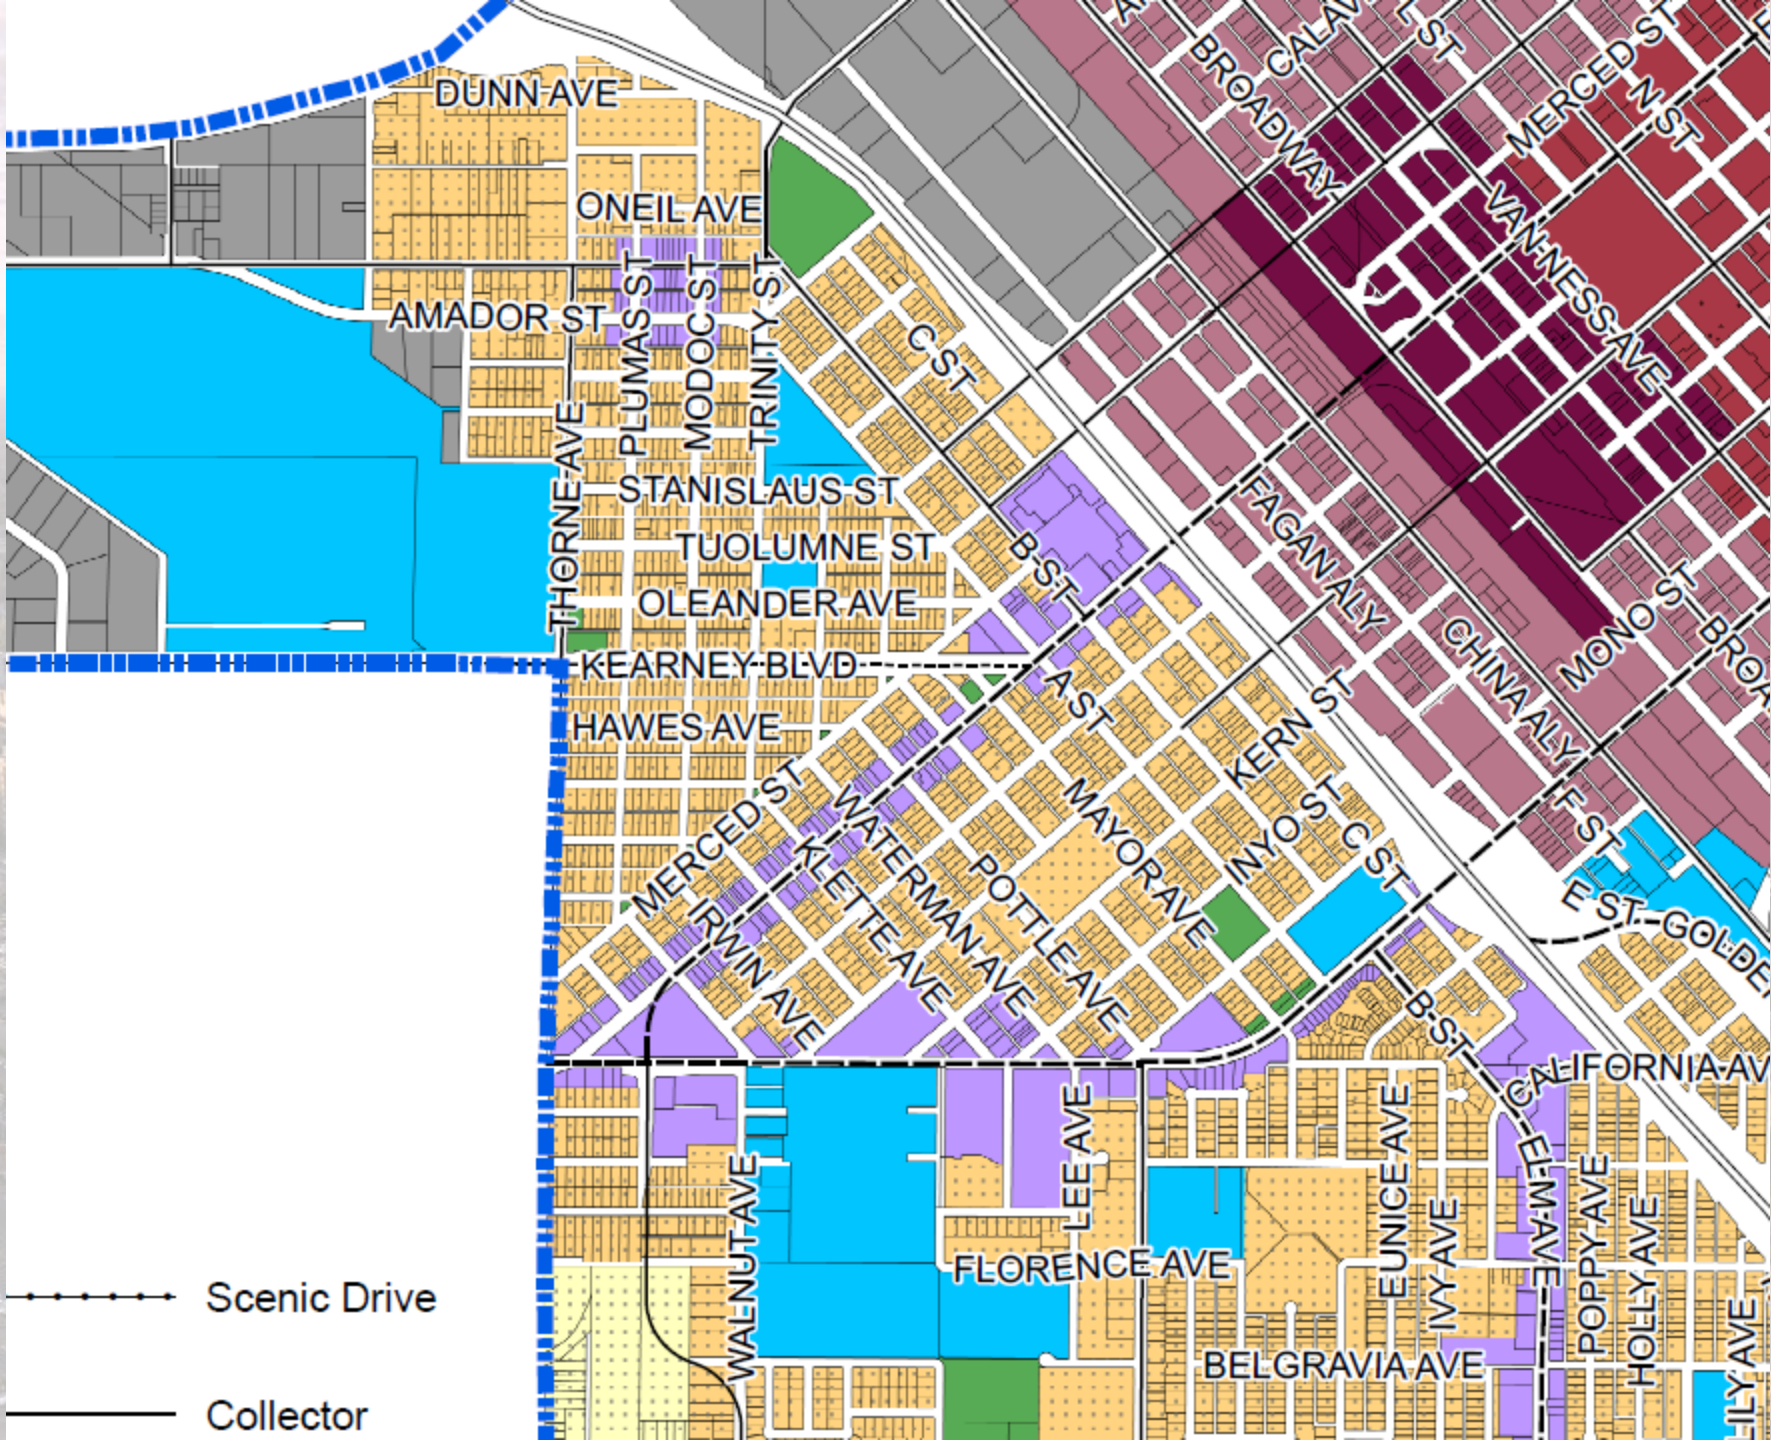 DUNN AVE
ONEIL AVE
AMADOR ST
PLUMAS ST
MODOC ST
TRINITY ST
THORNE AVE
STANISLAUS ST
TUOLUMNE ST
OLEANDER AVE
KEARNEY BLVD
HAWES AVE
MERCED ST
IRWIN AVE
KLETTE AVE
WATERMAN AVE
POTTLE AVE
MAYOR AVE
A ST
B ST
C ST
BROADWAY
L ST
MERCED ST
N ST
VAN NESS AVE
FAGAN ALY
CHINA ALY
MONO ST
KERN ST
INYO ST
C ST
F ST
E ST
B ST
CALIFORNIA AV
ELM AVE
WALNUT AVE
LEE AVE
FLORENCE AVE
EUNICE AVE
IVY AVE
POPPY AVE
HOLLY AVE
LILY AVE
BELGRAVIA AVE
Scenic Drive
Collector